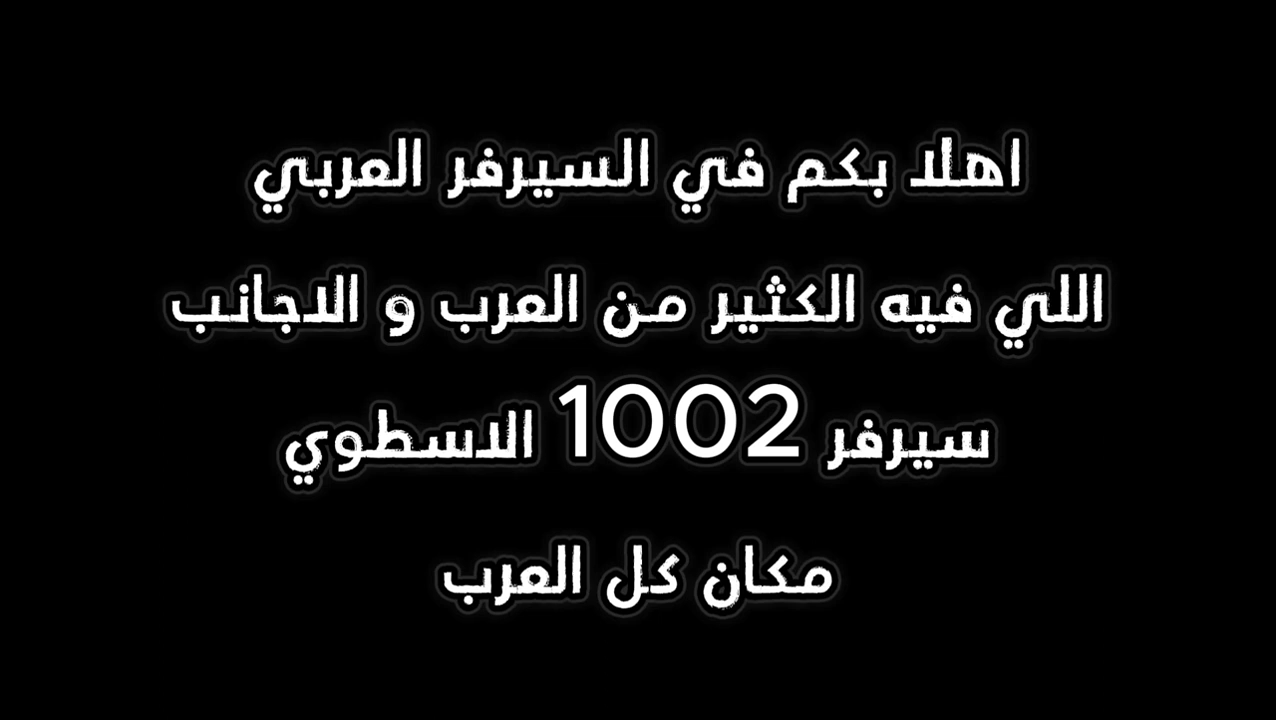 اهلا بكم في السيرفر العربي
اللي فيه الكثير من العرب و الاجانب
سيرفر 1002 الاسطوي
مكان كل العرب